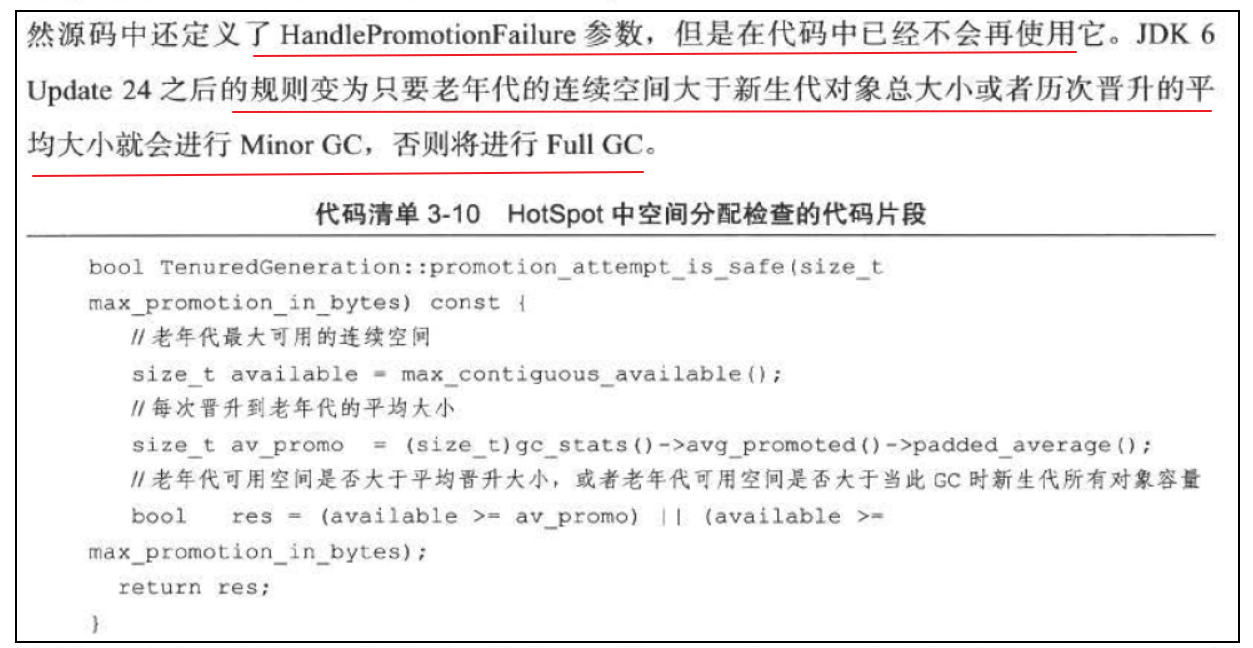 然源码中还定义了 HandlePromotionFailure 参数，但是在代码中已经不会再使用它。JDK 6
Update 24 之后的规则变为只要老年代的连续空间大于新生代对象总大小或者历次晋升的平
均大小就会进行 Minor GC，否则将进行 Full GC。
代码清单 3-10 HotSpot 中空间分配检查的代码片段
bool TenuredGeneration::promotion_attempt_is_safe(size_t
max_promotion_in_bytes) const {
//老年代最大可用的连续空间
size_t available = max_contiguous_available();
//每次晋升到老年代的平均大小
size_t av_promo = (size_t)gc_stats()->avg_promoted()->padded_average();
//老年代可用空间是否大于平均晋升大小，或者老年代可用空间是否大于当此 GC 时新生代所有对象容量
bool res = (available >= av_promo) || (available >=
max_promotion_in_bytes);
return res;
}